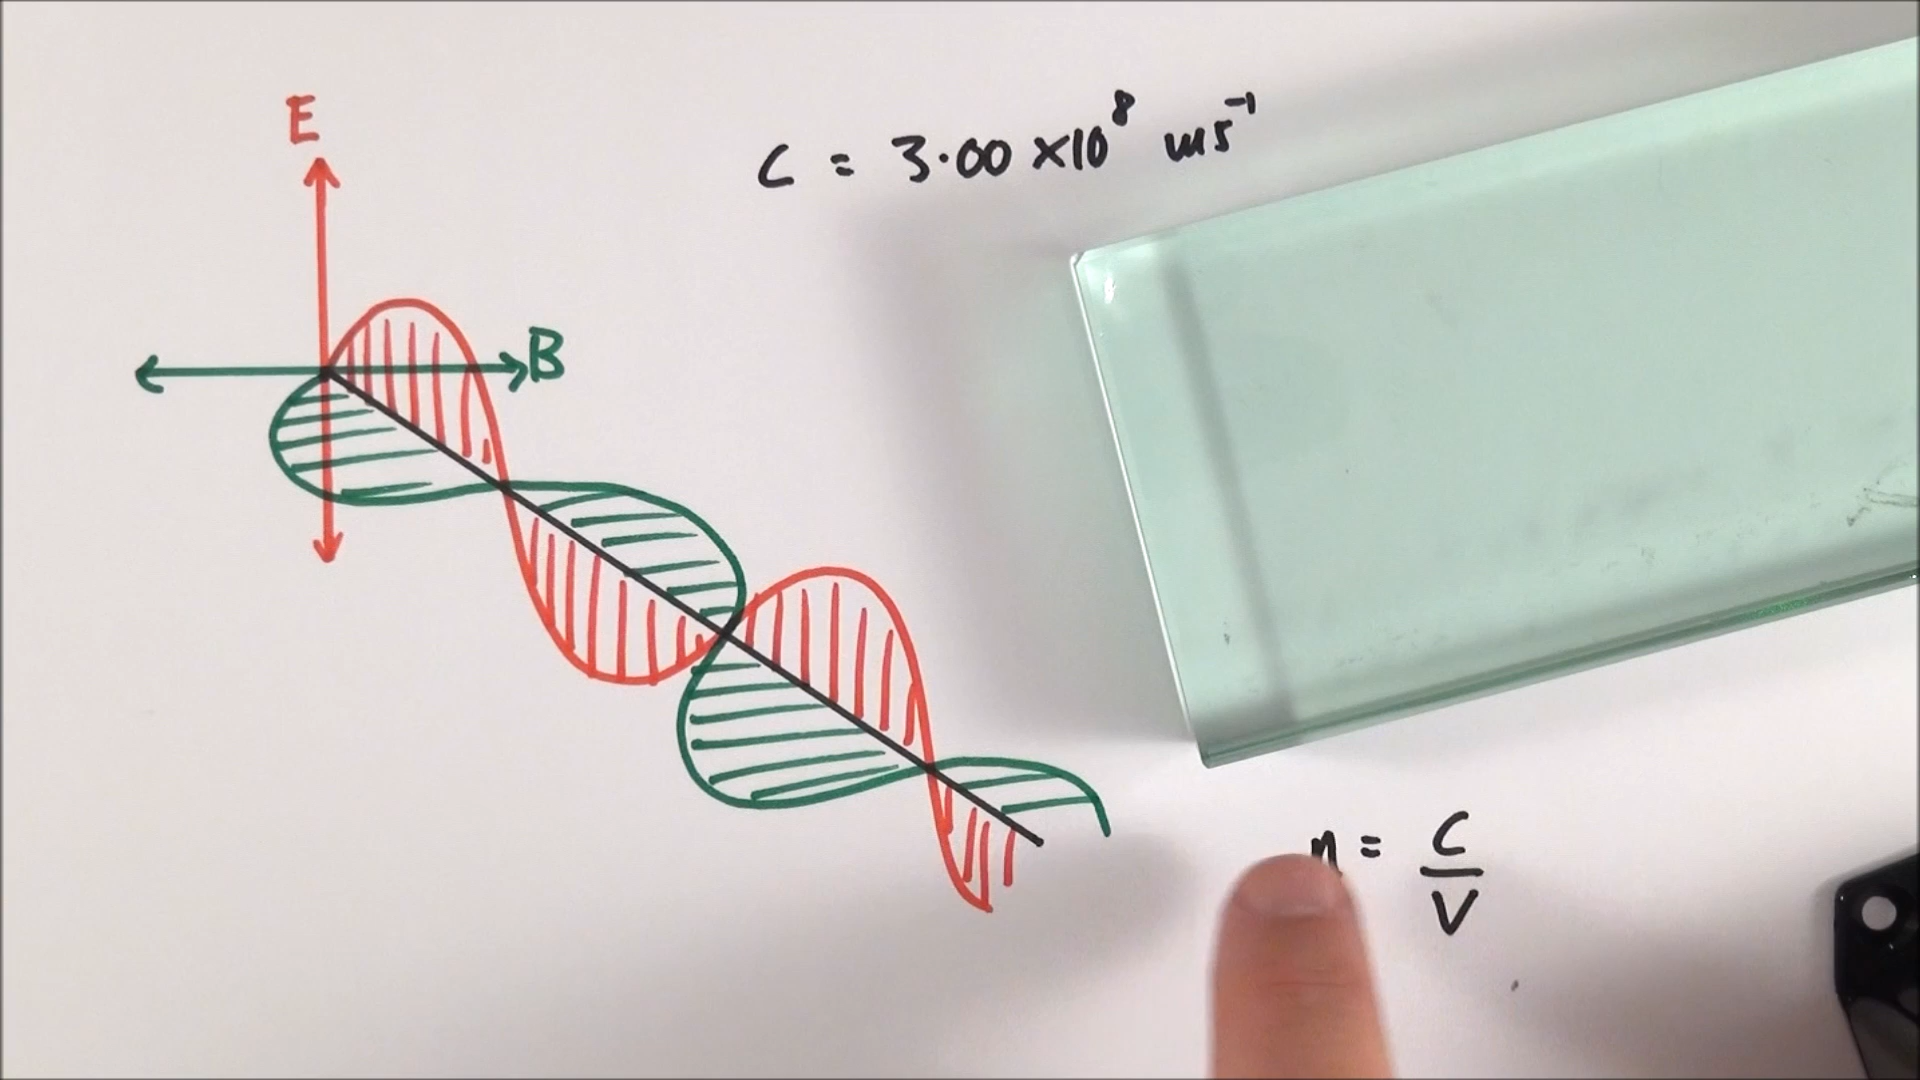 E
C = 3.00 ×10⁸ ms⁻¹
B
n = C/V